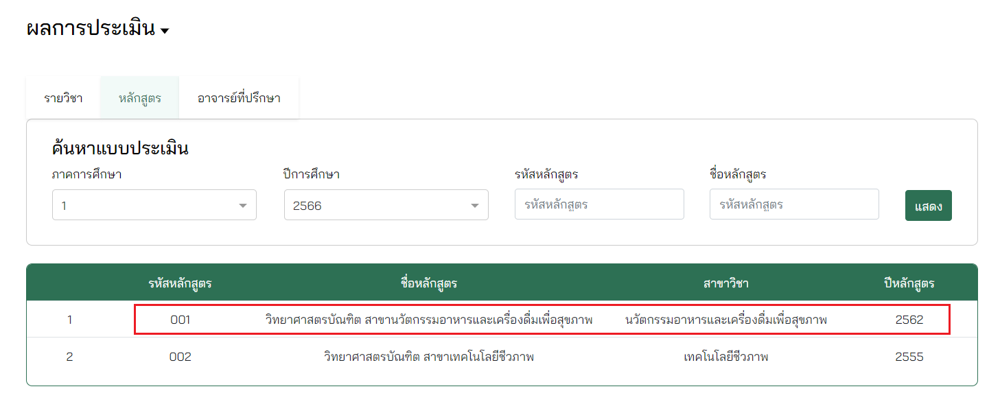 ผลการประเมิน
รายวิชา หลักสูตร อาจารย์ที่ปรึกษา
ค้นหาแบบประเมิน
ภาคการศึกษา ปีการศึกษา รหัสหลักสูตร ชื่อหลักสูตร
1 2566 รหัสหลักสูตร รหัสหลักสูตร แสดง
รหัสหลักสูตร ชื่อหลักสูตร สาขาวิชา ปีหลักสูตร
1 001 วิทยาศาสตรบัณฑิต สาขานวัตกรรมอาหารและเครื่องดื่มเพื่อสุขภาพ นวัตกรรมอาหารและเครื่องดื่มเพื่อสุขภาพ 2562
2 002 วิทยาศาสตรบัณฑิต สาขาเทคโนโลยีชีวภาพ เทคโนโลยีชีวภาพ 2555